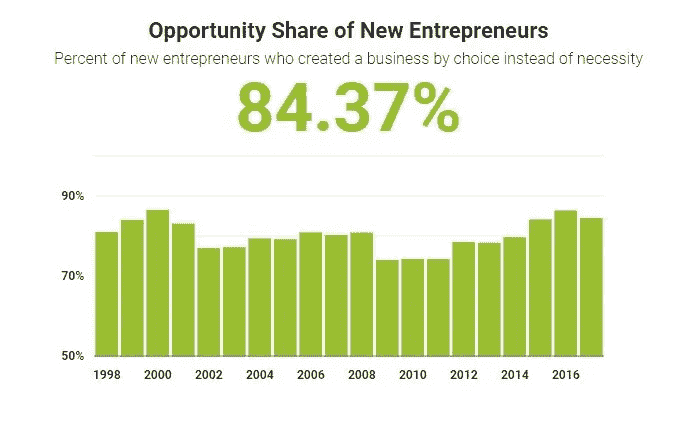 Opportunity Share of New Entrepreneurs
Percent of new entrepreneurs who created a business by choice instead of necessity
84.37%
90%
70%
50%
1998 2000 2002 2004 2006 2008 2010 2012 2014 2016